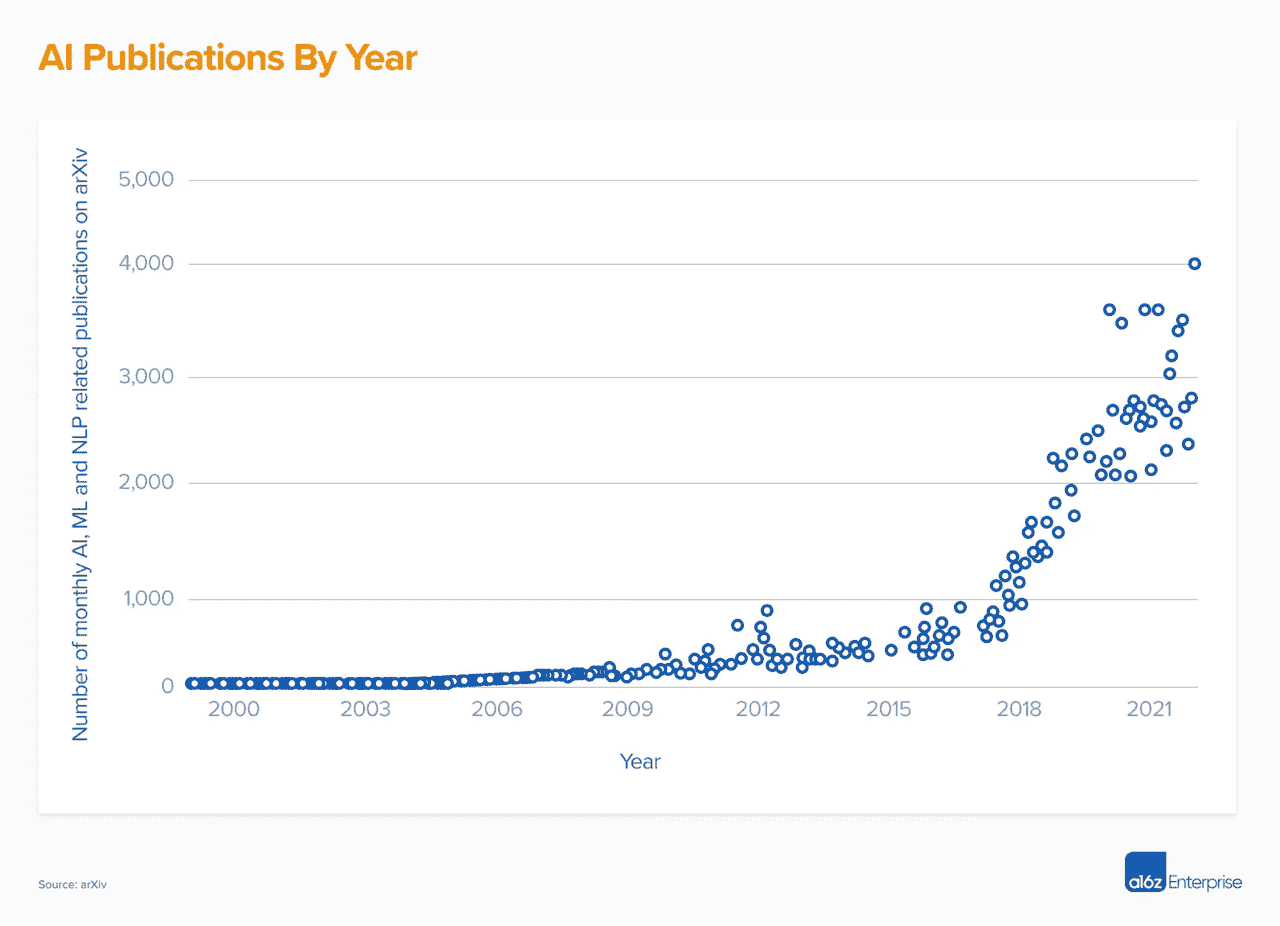 AI Publications By Year
Number of monthly AI, ML and NLP related publications on arXiv
5,000
4,000
3,000
2,000
1,000
0
2000 2003 2006 2009 2012 2015 2018 2021
Year
Source: arXiv
a16z Enterprise